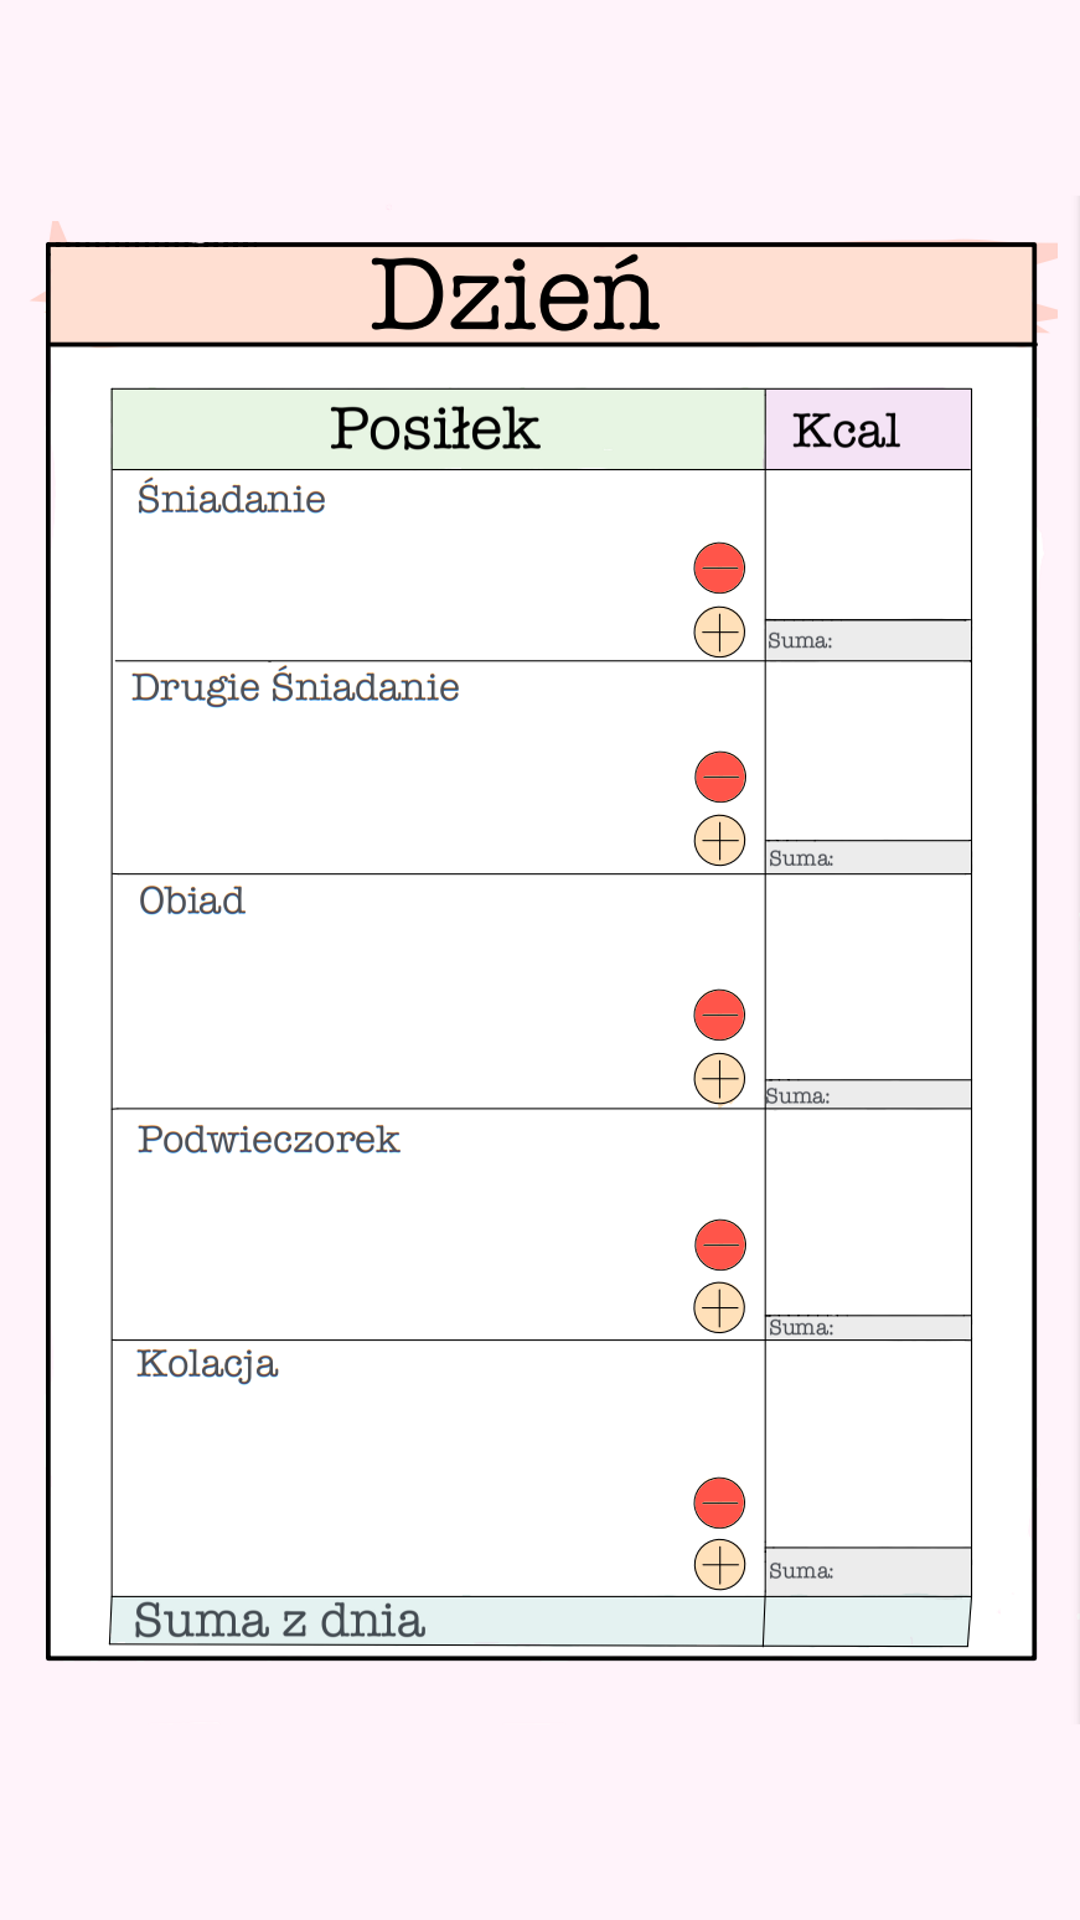 Dzień
Posiłek Kcal
Śniadanie
Suma:
Drugie Śniadanie
Suma:
Obiad
Suma:
Podwieczorek
Suma:
Kolacja
Suma:
Suma z dnia